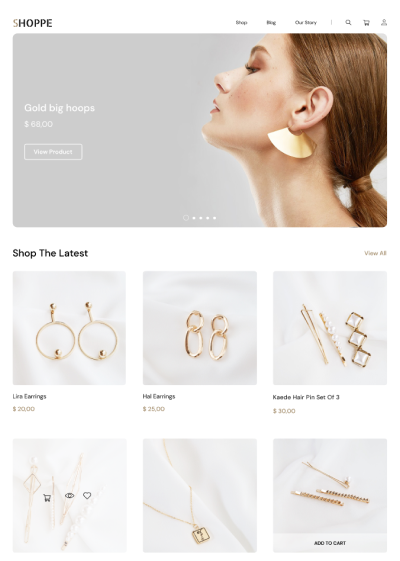 SHOPPE
Shop
Blog
Our Story
Gold big hoops
$ 68,00
View Product
Shop The Latest
View All
Lira Earrings
$ 20,00
Hal Earrings
$ 25,00
Kaede Hair Pin Set Of 3
$ 30,00
ADD TO CART